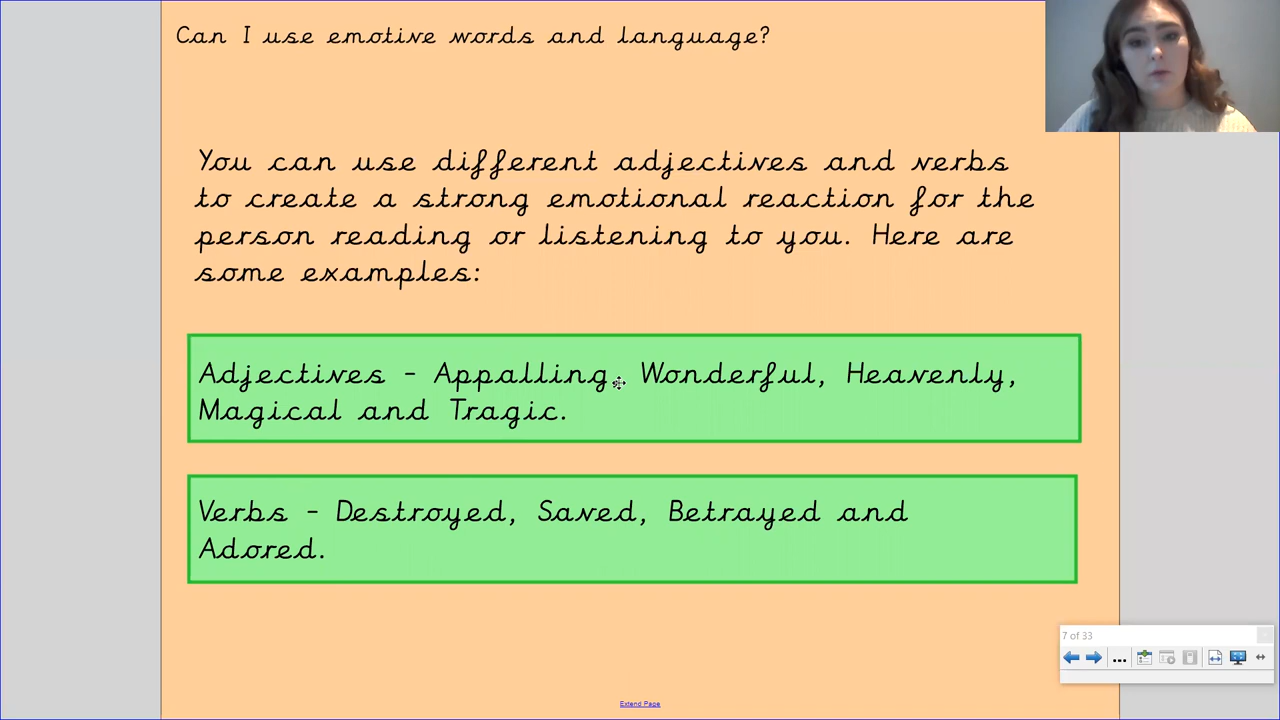 Can I use emotive words and language?
You can use different adjectives and verbs
to create a strong emotional reaction for the
person reading or listening to you. Here are
some examples:
Adjectives - Appalling, Wonderful, Heavenly,
Magical and Tragic.
Verbs - Destroyed, Saved, Betrayed and
Adored.
7 of 33
Extend Page